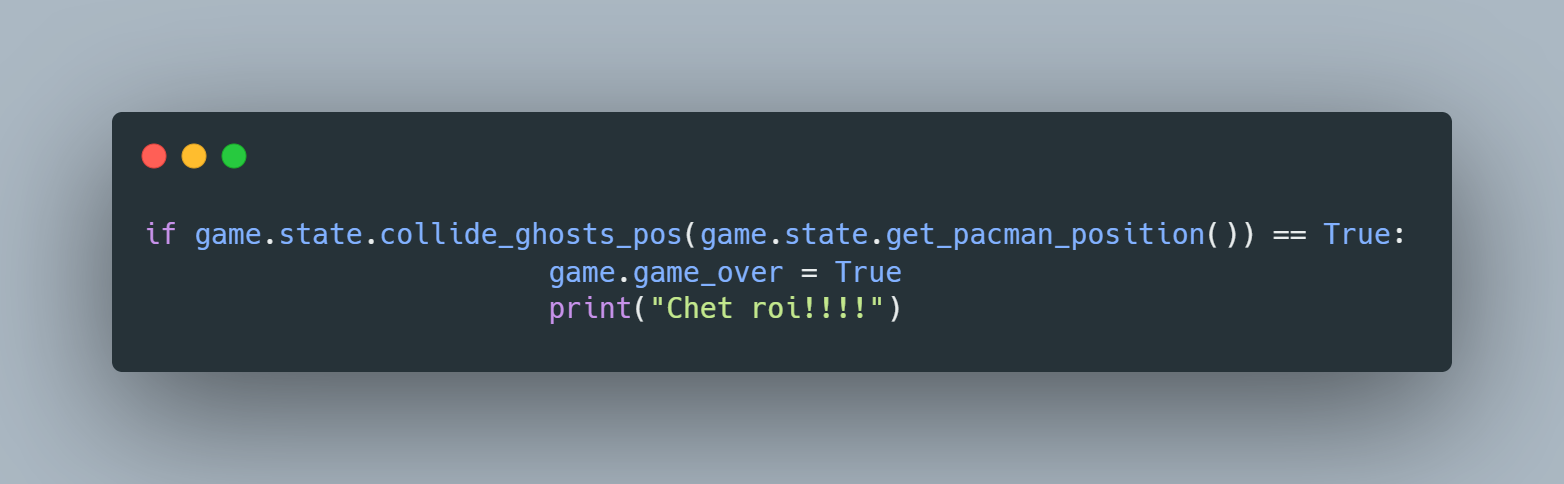 if game.state.collide_ghosts_pos(game.state.get_pacman_position()) == True:
                        game.game_over = True
                        print("Chet roi!!!!")